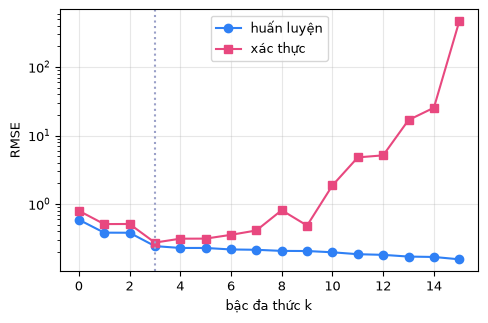 huấn luyện
xác thực
RMSE
10²
10¹
10⁰
0 2 4 6 8 10 12 14
bậc đa thức k